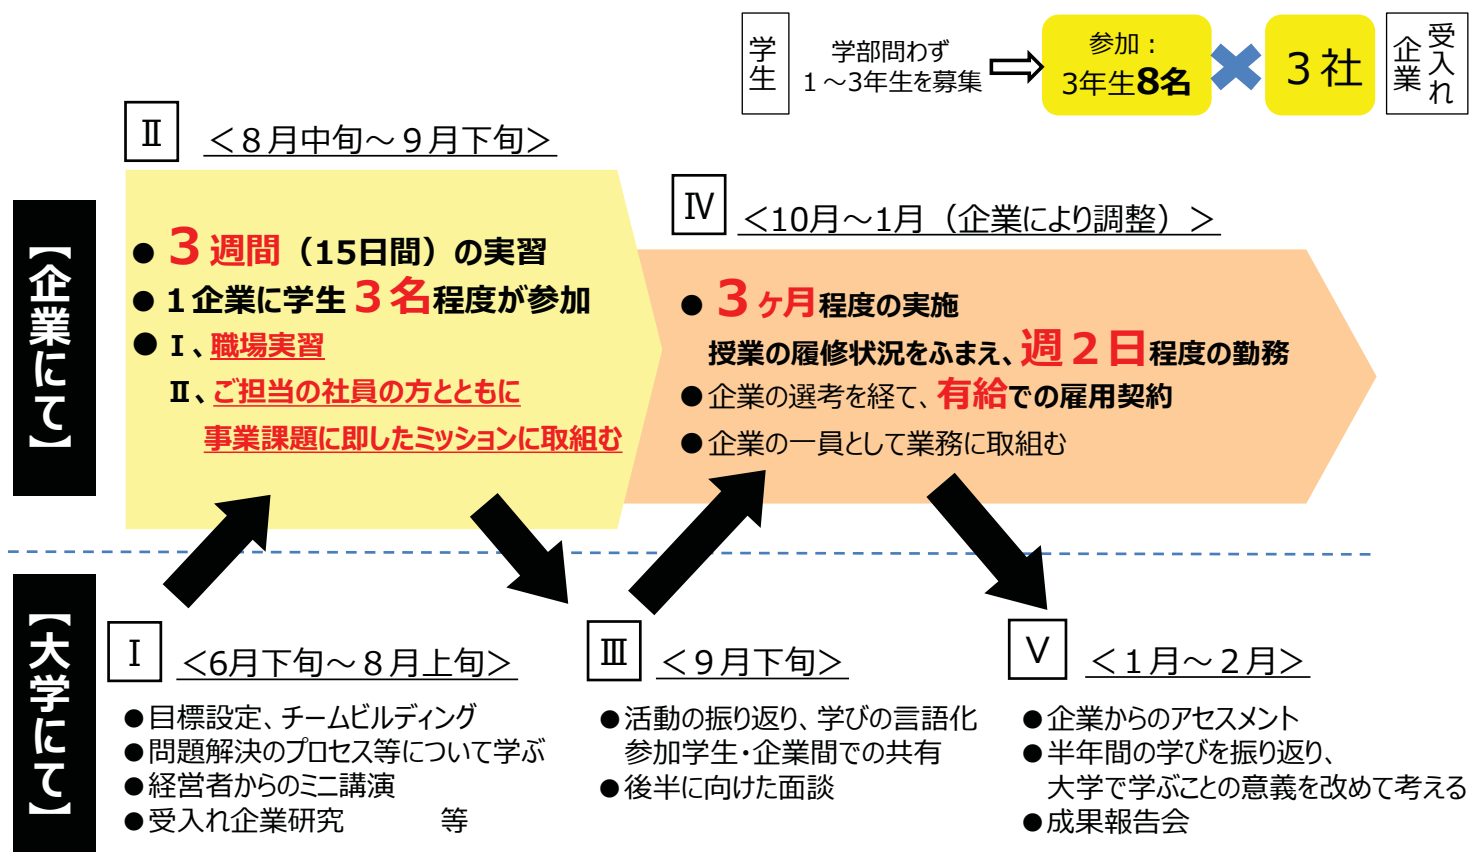 学生
学部問わず
１～3年生を募集
参加：
3年生8名
３社
受入れ
企業
Ⅱ
＜８月中旬～９月下旬＞
【企業にて】
● ３週間（15日間）の実習
● １企業に学生３名程度が参加
● Ⅰ、職場実習
Ⅱ、ご担当の社員の方とともに
事業課題に即したミッションに取組む
Ⅳ
＜10月～1月（企業により調整）＞
● ３ヶ月程度の実施
授業の履修状況をふまえ、週２日程度の勤務
● 企業の選考を経て、有給での雇用契約
● 企業の一員として業務に取組む
【大学にて】
Ⅰ
＜6月下旬～８月上旬＞
●目標設定、チームビルディング
●問題解決のプロセス等について学ぶ
●経営者からのミニ講演
●受入れ企業研究　　　等
Ⅲ
＜９月下旬＞
●活動の振り返り、学びの言語化
参加学生・企業間での共有
●後半に向けた面談
Ⅴ
＜１月～２月＞
●企業からのアセスメント
●半年間の学びを振り返り、
大学で学ぶことの意義を改めて考える
●成果報告会